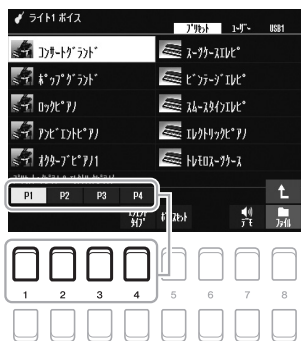 ライト1 ボイス
プリセット ユーザー USB1
コンサートグランド スーツケースエレピ
ポップグランド ビンテージエレピ
ロックピアノ スムースタインエレピ
アンビエントピアノ エレクトリックピアノ
オクターブピアノ1 トレモロスーツケース
P1 P2 P3 P4
デモ ファイル
1 2 3 4 5 6 7 8